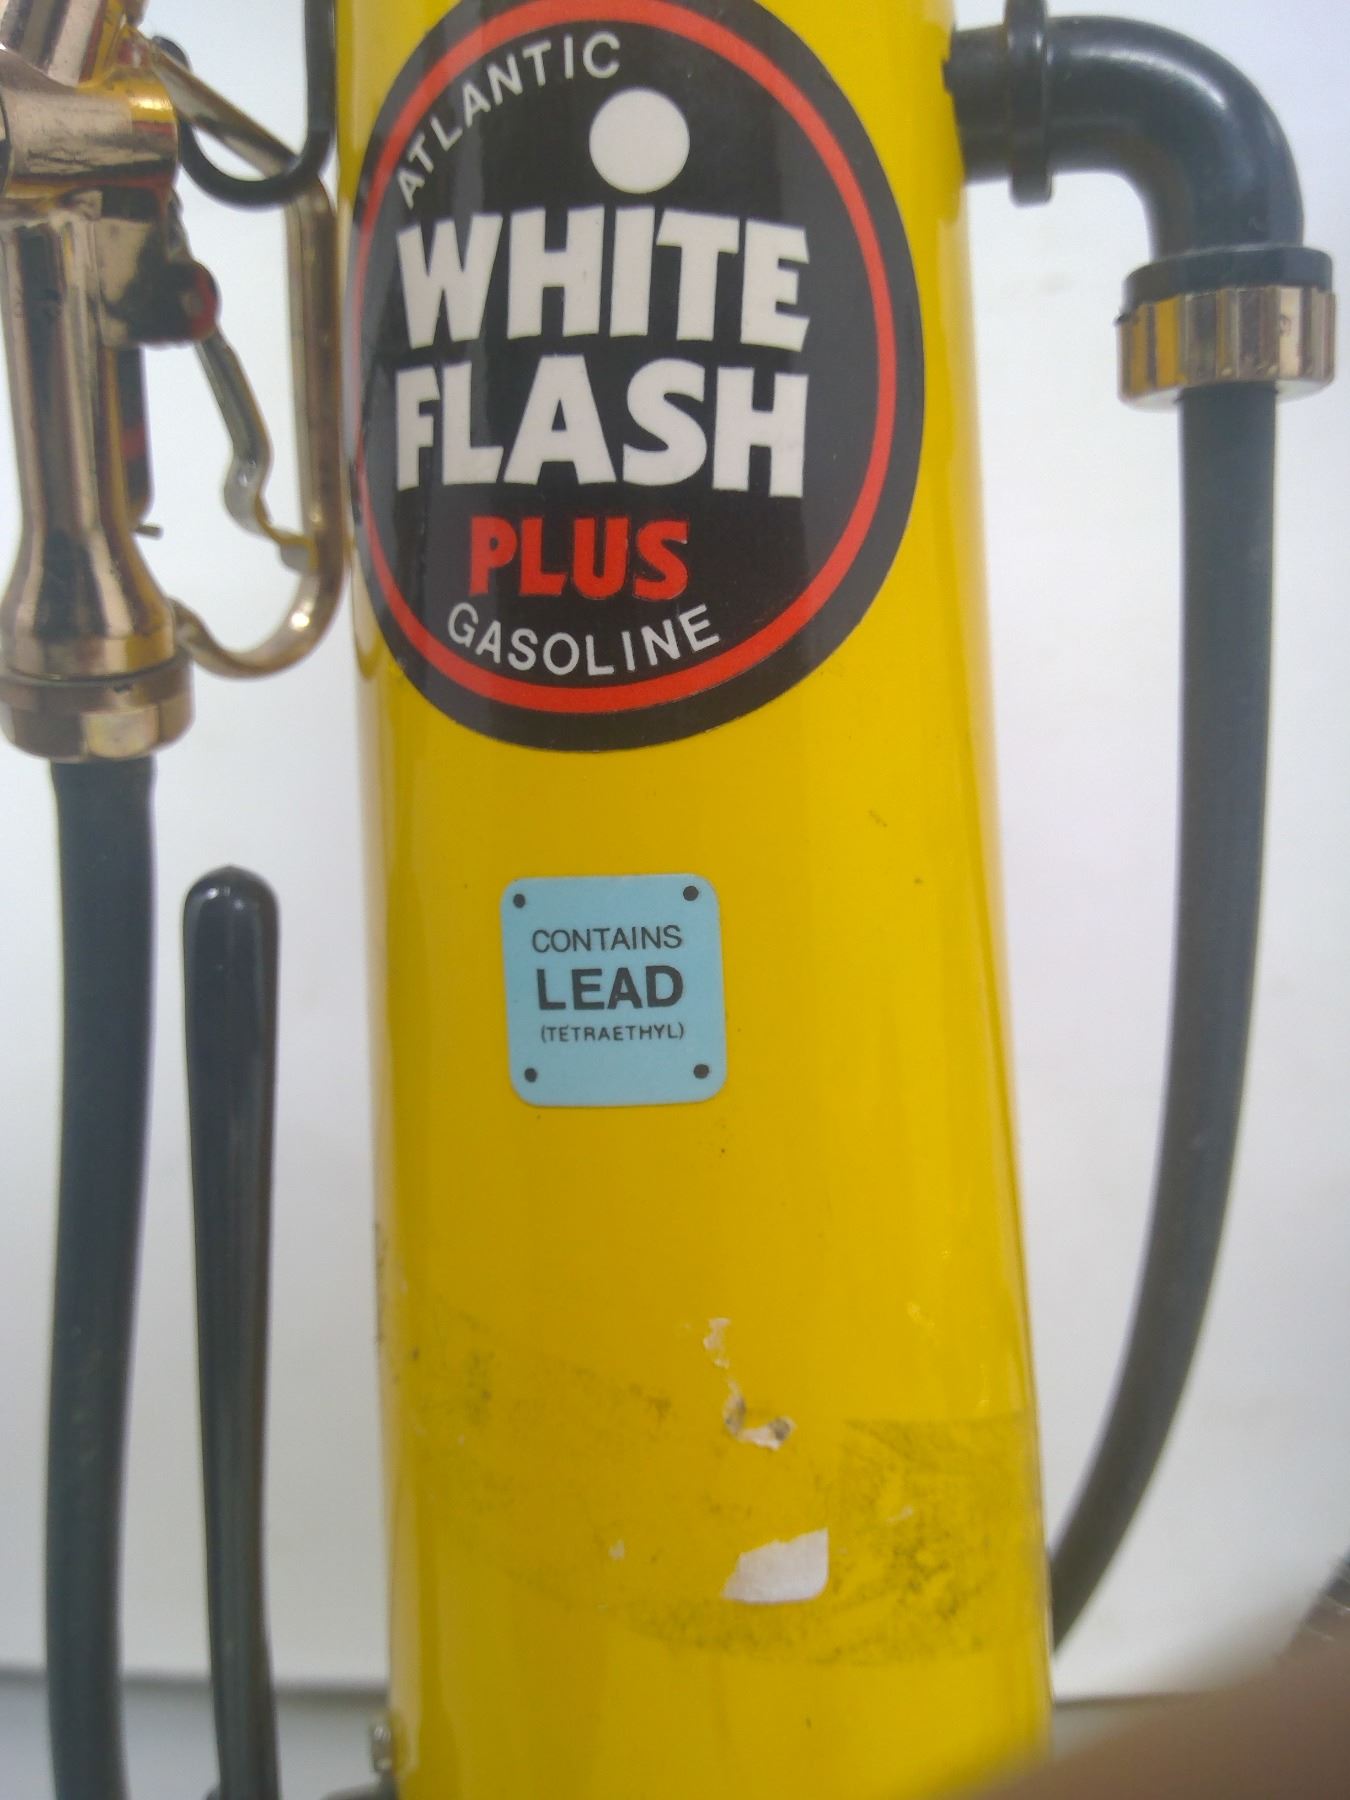 ATLANTIC
WHITE
FLASH
PLUS
GASOLINE
CONTAINS
LEAD
(TETRAETHYL)